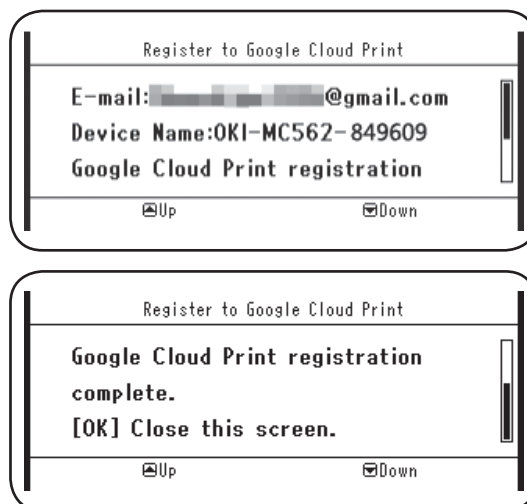 Register to Google Cloud Print
E-mail: @gmail.com
Device Name:OKI-MC562-849609
Google Cloud Print registration
Up Down
Register to Google Cloud Print
Google Cloud Print registration
complete.
[OK] Close this screen.
Up Down